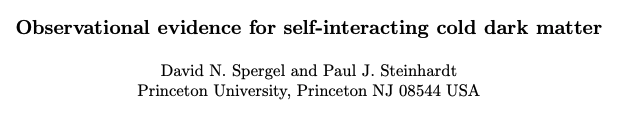 Observational evidence for self-interacting cold dark matter
David N. Spergel and Paul J. Steinhardt
Princeton University, Princeton NJ 08544 USA